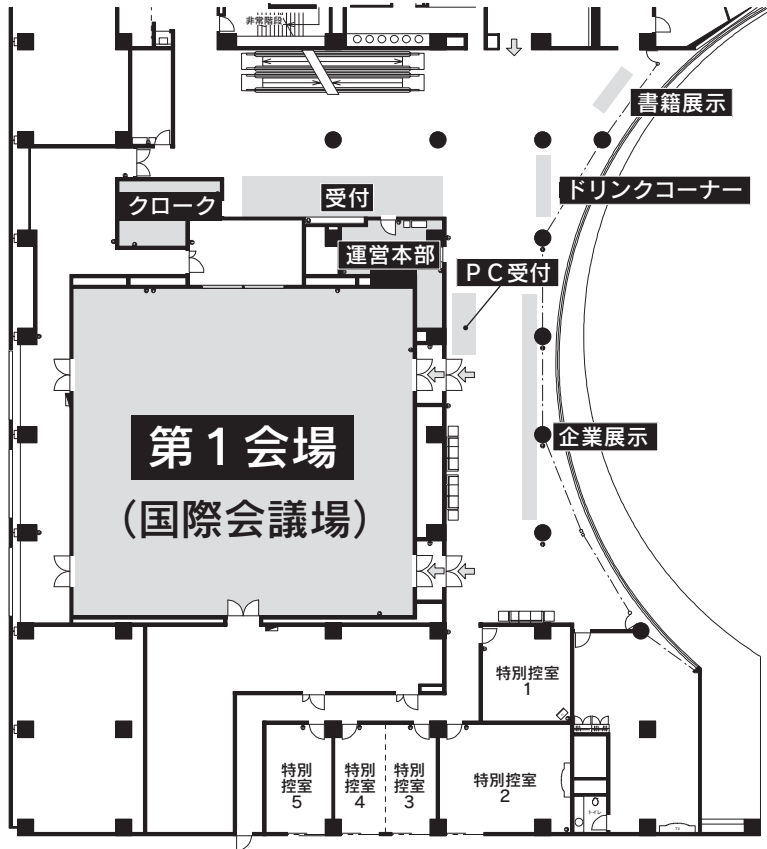 非常階段
書籍展示
ドリンクコーナー
クローク
受付
運営本部
ＰＣ受付
第１会場
（国際会議場）
企業展示
特別控室
1
特別
控室
5
特別
控室
4
特別
控室
3
特別控室
2
トイレ